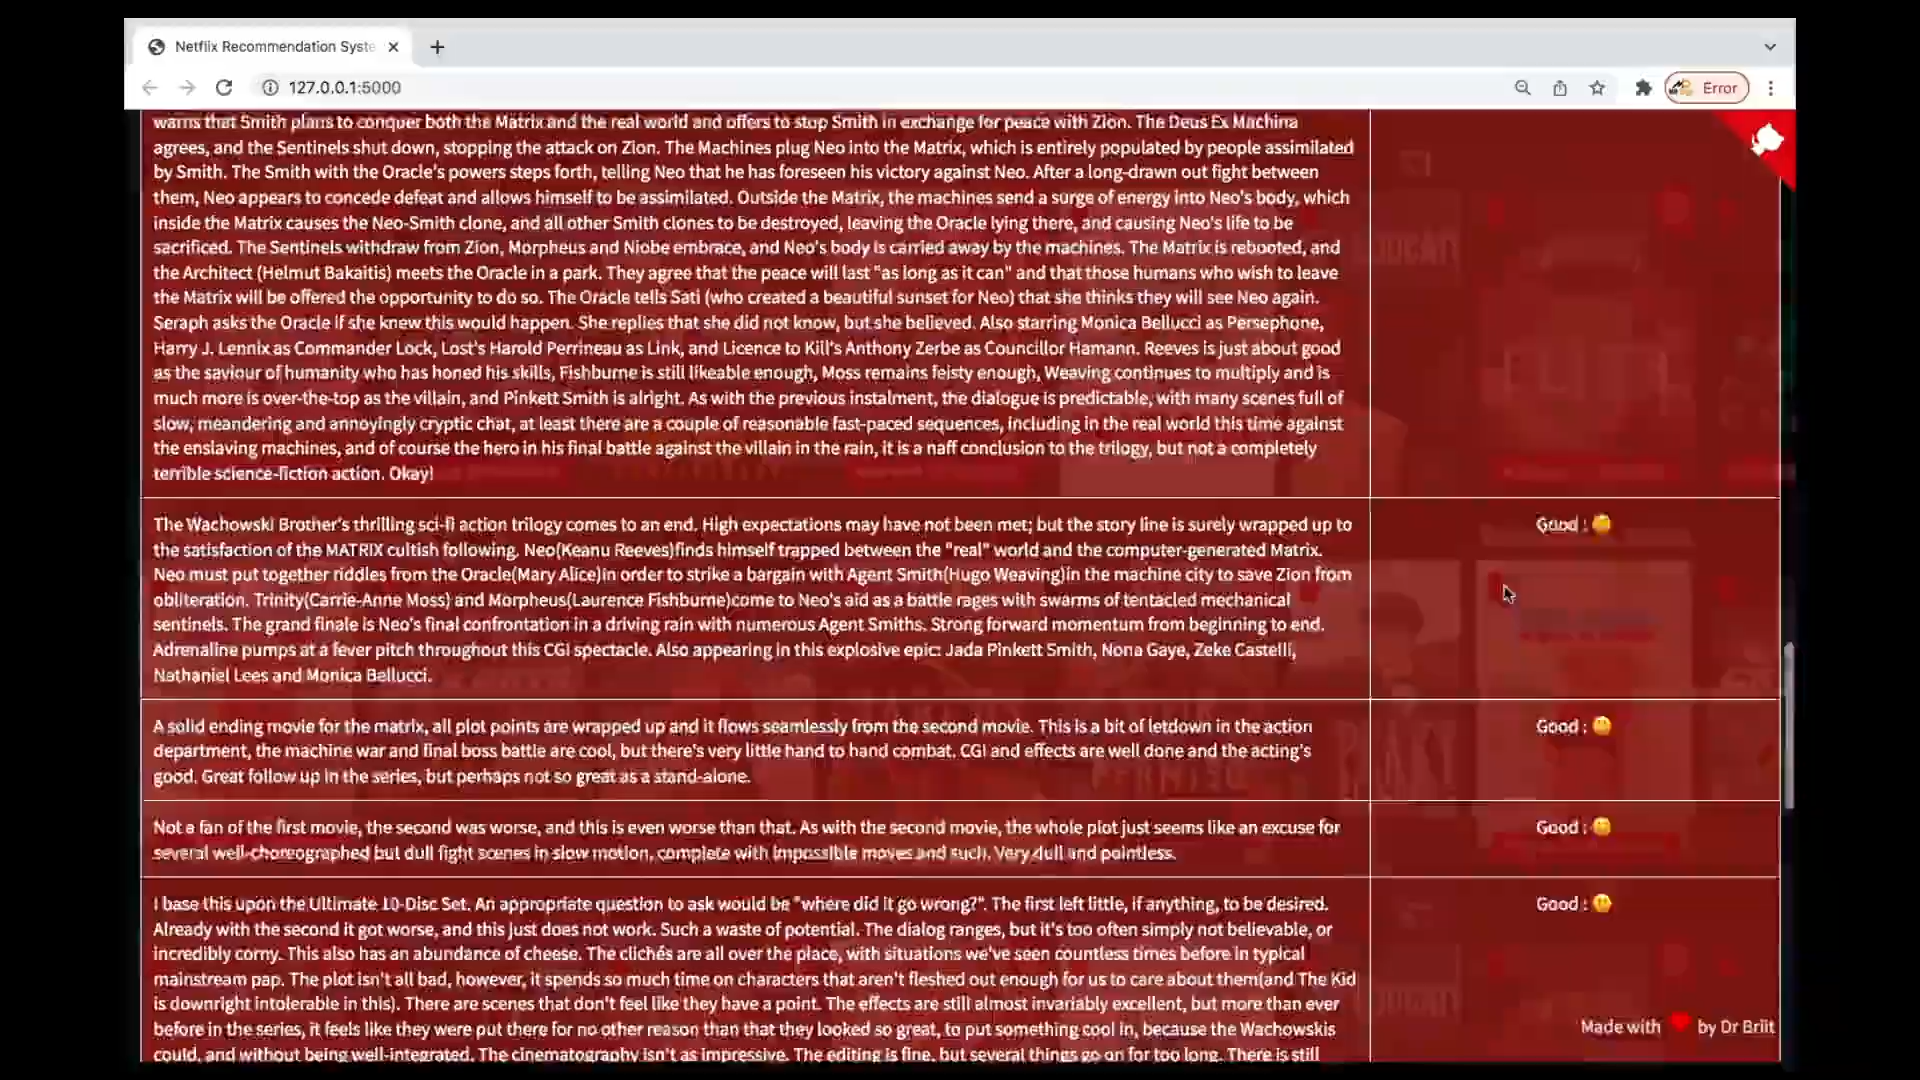 Netflix Recommendation Syste
127.0.0.1:5000
Error
warns that Smith plans to conquer both the Matrix and the real world and offers to stop Smith in exchange for peace with Zion. The Deus Ex Machina
agrees, and the Sentinels shut down, stopping the attack on Zion. The Machines plug Neo into the Matrix, which is entirely populated by people assimilated
by Smith. The Smith with the Oracle's powers steps forth, telling Neo that he has foreseen his victory against Neo. After a long-drawn out fight between
them, Neo appears to concede defeat and allows himself to be assimilated. Outside the Matrix, the machines send a surge of energy into Neo's body, which
inside the Matrix causes the Neo-Smith clone, and all other Smith clones to be destroyed, leaving the Oracle lying there, and causing Neo's life to be
sacrificed. The Sentinels withdraw from Zion, Morpheus and Niobe embrace, and Neo's body is carried away by the machines. The Matrix is rebooted, and
the Architect (Helmut Bakaitis) meets the Oracle in a park. They agree that the peace will last "as long as it can" and that those humans who wish to leave
the Matrix will be offered the opportunity to do so. The Oracle tells Sati (who created a beautiful sunset for Neo) that she thinks they will see Neo again.
Seraph asks the Oracle if she knew this would happen. She replies that she did not know, but she believed. Also starring Monica Bellucci as Persephone,
Harry J. Lennix as Commander Lock, Lost's Harold Perrineau as Link, and Licence to Kill's Anthony Zerbe as Councillor Hamann. Reeves is just about good
as the saviour of humanity who has honed his skills, Fishburne is still likeable enough, Moss remains feisty enough, Weaving continues to multiply and is
much more is over-the-top as the villain, and Pinkett Smith is alright. As with the previous instalment, the dialogue is predictable, with many scenes full of
slow, meandering and annoyingly cryptic chat, at least there are a couple of reasonable fast-paced sequences, including in the real world this time against
the enslaving machines, and of course the hero in his final battle against the villain in the rain, it is a naff conclusion to the trilogy, but not a completely
terrible science-fiction action. Okay!
The Wachowski Brother's thrilling sci-fi action trilogy comes to an end. High expectations may have not been met; but the story line is surely wrapped up to
the satisfaction of the MATRIX cultish following. Neo(Keanu Reeves)finds himself trapped between the "real" world and the computer-generated Matrix.
Neo must put together riddles from the Oracle(Mary Alice)in order to strike a bargain with Agent Smith(Hugo Weaving)in the machine city to save Zion from
obliteration. Trinity(Carrie-Anne Moss) and Morpheus(Laurence Fishburne)come to Neo's aid as a battle rages with swarms of tentacled mechanical
sentinels. The grand finale is Neo's final confrontation in a driving rain with numerous Agent Smiths. Strong forward momentum from beginning to end.
Adrenaline pumps at a fever pitch throughout this CGI spectacle. Also appearing in this explosive epic: Jada Pinkett Smith, Nona Gaye, Zeke Castelli,
Nathaniel Lees and Monica Bellucci.
Good :
A solid ending movie for the matrix, all plot points are wrapped up and it flows seamlessly from the second movie. This is a bit of letdown in the action
department, the machine war and final boss battle are cool, but there's very little hand to hand combat. CGI and effects are well done and the acting's
good. Great follow up in the series, but perhaps not so great as a stand-alone.
Good :
Not a fan of the first movie, the second was worse, and this is even worse than that. As with the second movie, the whole plot just seems like an excuse for
several well-choreographed but dull fight scenes in slow motion, complete with impossible moves and such. Very dull and pointless.
Good :
I base this upon the Ultimate 10-Disc Set. An appropriate question to ask would be "where did it go wrong?". The first left little, if anything, to be desired.
Already with the second it got worse, and this just does not work. Such a waste of potential. The dialog ranges, but it's too often simply not believable, or
incredibly corny. This also has an abundance of cheese. The clichés are all over the place, with situations we've seen countless times before in typical
mainstream pap. The plot isn't all bad, however, it spends so much time on characters that aren't fleshed out enough for us to care about them(and The Kid
is downright intolerable in this). There are scenes that don't feel like they have a point. The effects are still almost invariably excellent, but more than ever
before in the series, it feels like they were put there for no other reason than that they looked so great, to put something cool in, because the Wachowskis
could, and without being well-integrated. The cinematography isn't as impressive. The editing is fine, but several things go on for too long. There is still
Good :
Made with by Dr Briit